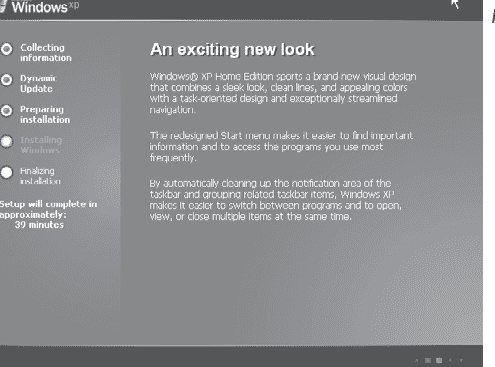 Windows xp
Collecting
information
Dynamic
Update
Preparing
installation
Installing
Windows
Finalizing
installation
Setup will complete in
approximately:
39 minutes
An exciting new look
Windows® XP Home Edition sports a brand-new visual design
that combines a sleek look, clean lines, and appealing colors
with a task-oriented design and exceptionally streamlined
navigation.
The redesigned Start menu makes it easier to find important
information and to access the programs you use most
frequently.
By automatically cleaning up the notification area of the
taskbar and grouping related taskbar items, Windows XP
makes it easier to switch between programs and to open,
view, or close multiple items at the same time.